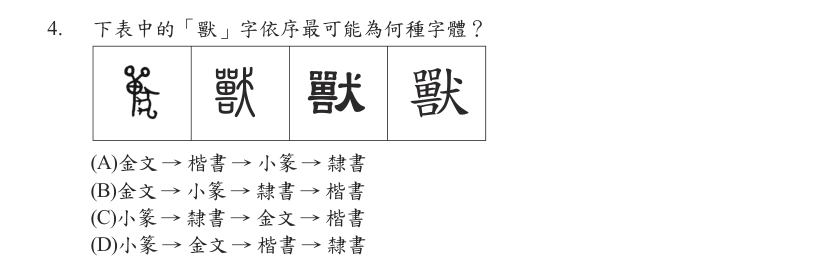 4. 下表中的「獸」字依序最可能為何種字體？
獸 獸 獸 獸
(A)金文→楷書→小篆→隸書
(B)金文→小篆→隸書→楷書
(C)小篆→隸書→金文→楷書
(D)小篆→金文→楷書→隸書